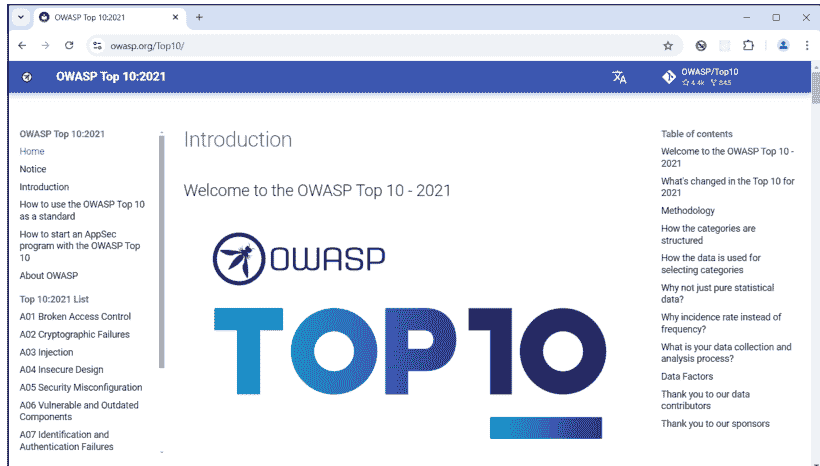 OWASP Top 10:2021
owasp.org/Top10/
OWASP Top 10:2021
OWASP/Top10
4.4k 843
OWASP Top 10:2021
Home
Notice
Introduction
How to use the OWASP Top 10
as a standard
How to start an AppSec
program with the OWASP Top
10
About OWASP
Top 10:2021 List
A01 Broken Access Control
A02 Cryptographic Failures
A03 Injection
A04 Insecure Design
A05 Security Misconfiguration
A06 Vulnerable and Outdated
Components
A07 Identification and
Authentication Failures
Introduction
Welcome to the OWASP Top 10 - 2021
OWASP
TOP10
Table of contents
Welcome to the OWASP Top 10 -
2021
What's changed in the Top 10 for
2021
Methodology
How the categories are
structured
How the data is used for
selecting categories
Why not just pure statistical
data?
Why incidence rate instead of
frequency?
What is your data collection and
analysis process?
Data Factors
Thank you to our data
contributors
Thank you to our sponsors